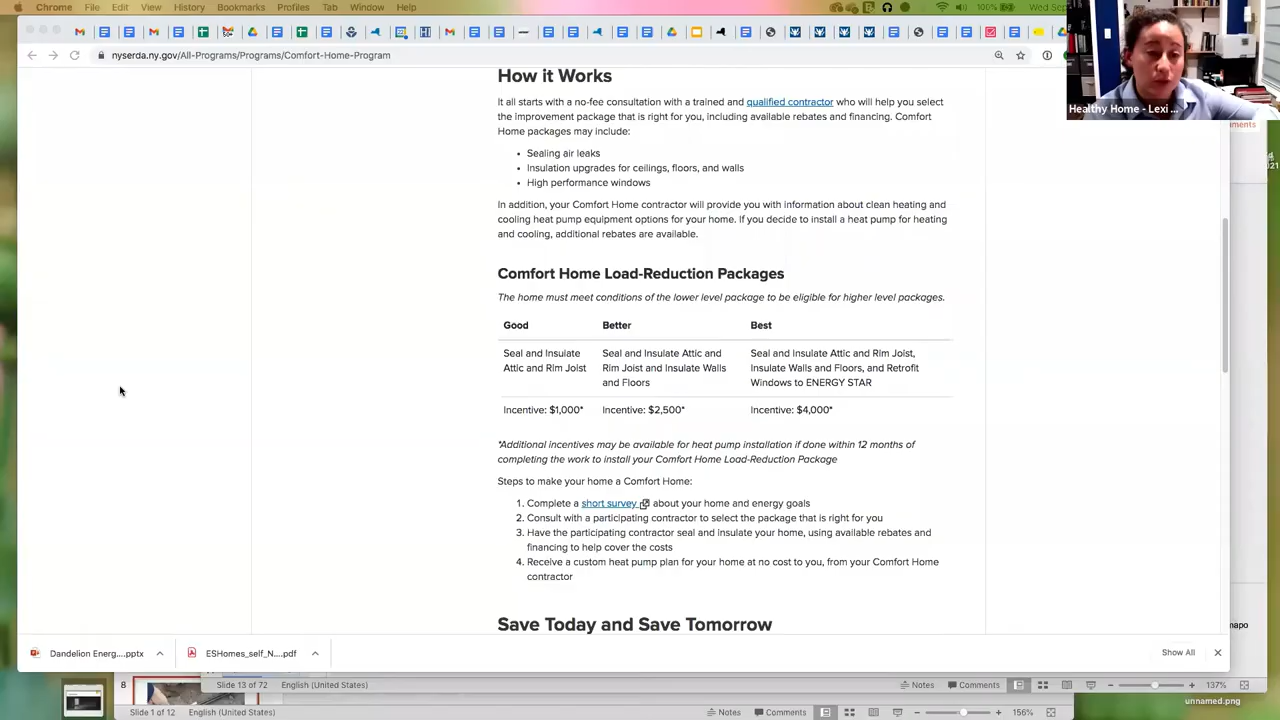 Chrome File Edit View History Bookmarks Profiles Tab Window Help
100% Wed Sep
nyserda.ny.gov/All-Programs/Programs/Comfort-Home-Program
Healthy Home - Lexi ...
How it Works
It all starts with a no-fee consultation with a trained and qualified contractor who will help you select
the improvement package that is right for you, including available rebates and financing. Comfort
Home packages may include:
• Sealing air leaks
• Insulation upgrades for ceilings, floors, and walls
• High performance windows
In addition, your Comfort Home contractor will provide you with information about clean heating and
cooling heat pump equipment options for your home. If you decide to install a heat pump for heating
and cooling, additional rebates are available.
Comfort Home Load-Reduction Packages
The home must meet conditions of the lower level package to be eligible for higher level packages.
Good Better Best
Seal and Insulate Seal and Insulate Attic and Seal and Insulate Attic and Rim Joist,
Attic and Rim Joist Rim Joist and Insulate Walls Insulate Walls and Floors, and Retrofit
and Floors Windows to ENERGY STAR
Incentive: $1,000* Incentive: $2,500* Incentive: $4,000*
*Additional incentives may be available for heat pump installation if done within 12 months of
completing the work to install your Comfort Home Load-Reduction Package
Steps to make your home a Comfort Home:
1. Complete a short survey about your home and energy goals
2. Consult with a participating contractor to select the package that is right for you
3. Have the participating contractor seal and insulate your home, using available rebates and
financing to help cover the costs
4. Receive a custom heat pump plan for your home at no cost to you, from your Comfort Home
contractor
Save Today and Save Tomorrow
Dandelion Energ....pptx ESHomes_self_N....pdf Show All
8 Slide 13 of 72 English (United States) Notes Comments 137%
unnamed.png
Slide 1 of 12 English (United States) Notes Comments 156%